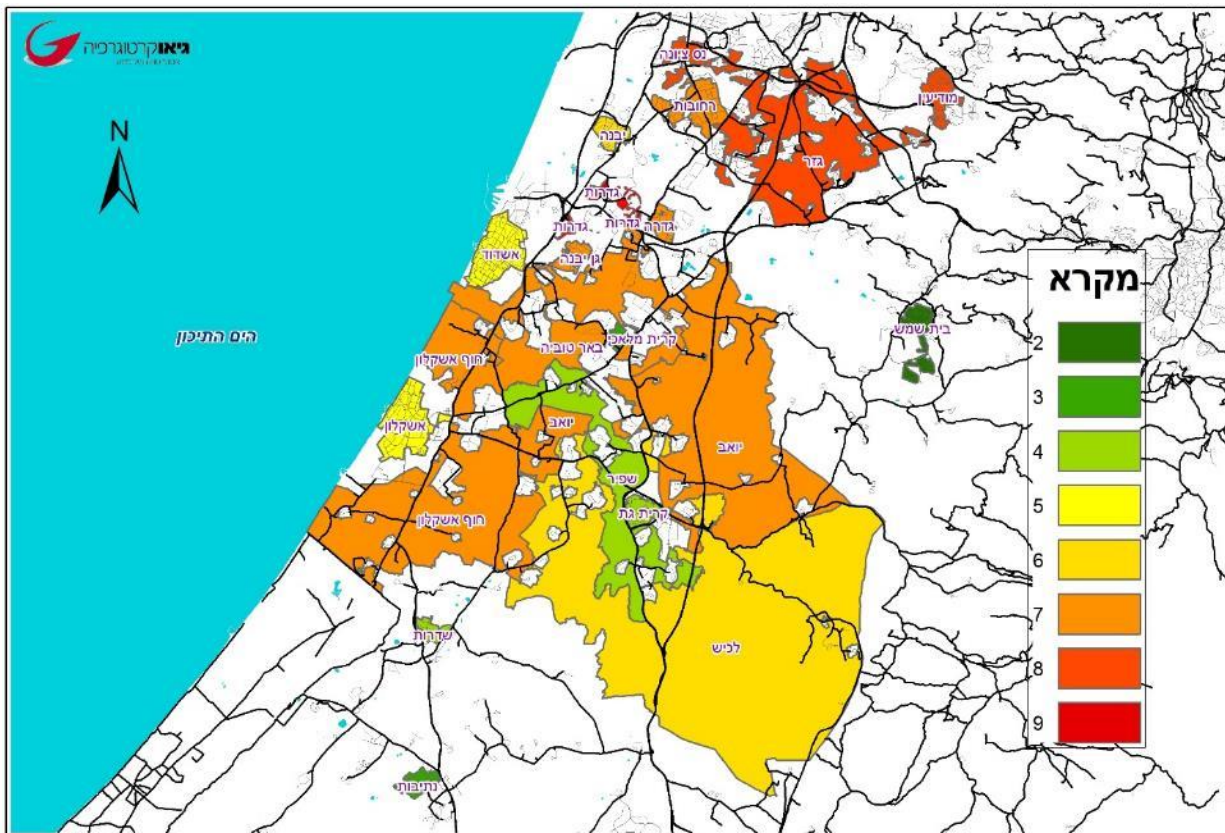 גיאוקרטוגרפיה
N
נס ציונה
רחובות
מודיעין
יבנה
גזר
גדרות
גדרות
גדרות
גדרה
גן יבנה
אשדוד
הים התיכון
קרית מלאכי
באר טוביה
חוף אשקלון
בית שמש
אשקלון
יואב
יואב
שפיר
קרית גת
חוף אשקלון
שדרות
לכיש
נתיבות
מקרא
2
3
4
5
6
7
8
9